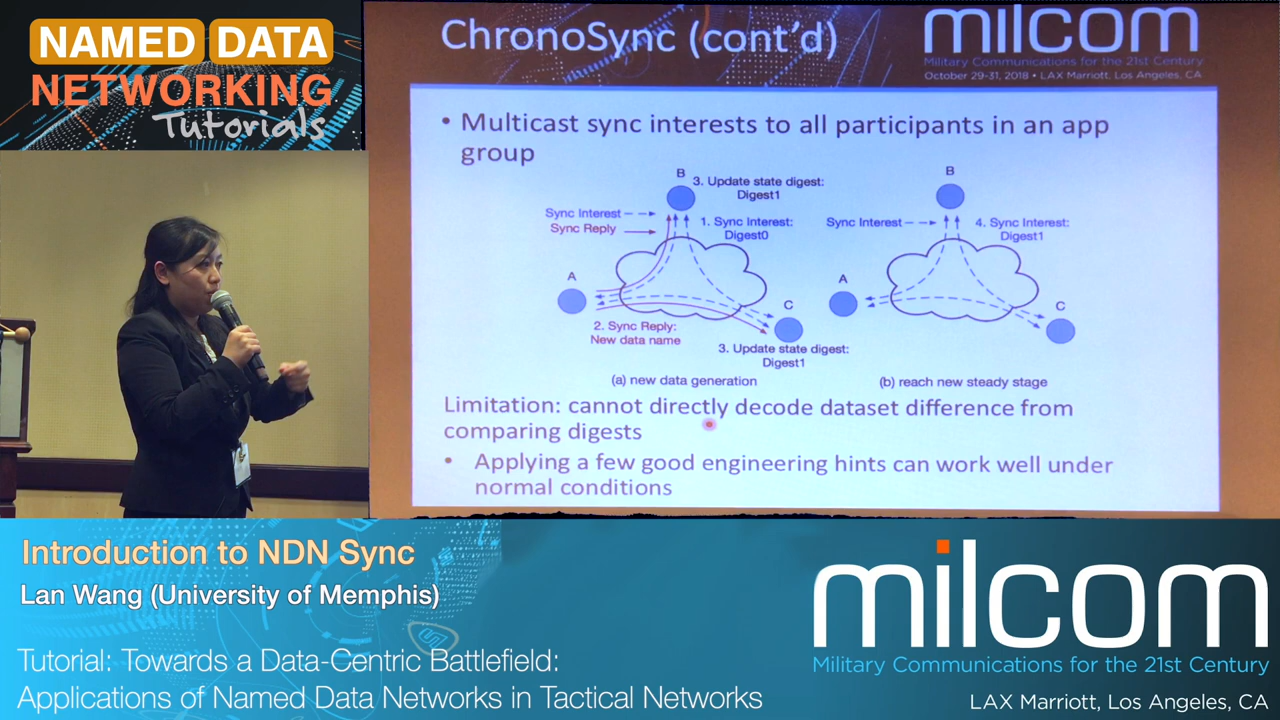 NAMED DATA
NETWORKING
Tutorials
ChronoSync (cont'd)
milcom
Military Communications for the 21st Century
October 29-31, 2018 • LAX Marriott, Los Angeles, CA
• Multicast sync interests to all participants in an app
group
B
3. Update state digest:
Digest1
Sync Interest
Sync Reply
1. Sync Interest:
Digest0
A
C
2. Sync Reply:
New data name
3. Update state digest:
Digest1
(a) new data generation
B
Sync Interest
4. Sync Interest:
Digest1
A
C
(b) reach new steady stage
Limitation: cannot directly decode dataset difference from
comparing digests
• Applying a few good engineering hints can work well under
normal conditions
Introduction to NDN Sync
Lan Wang (University of Memphis)
Tutorial: Towards a Data-Centric Battlefield:
Applications of Named Data Networks in Tactical Networks
milcom
Military Communications for the 21st Century
LAX Marriott, Los Angeles, CA